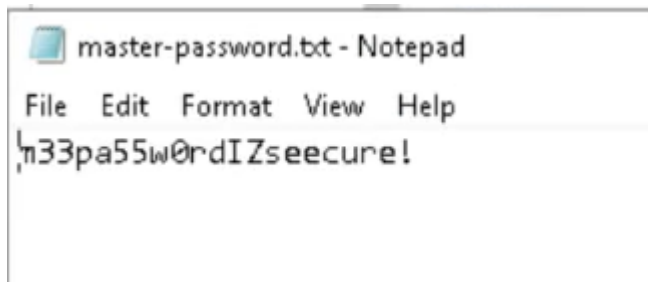 master-password.txt - Notepad
File Edit Format View Help
m33pa55w0rdIZseecure!